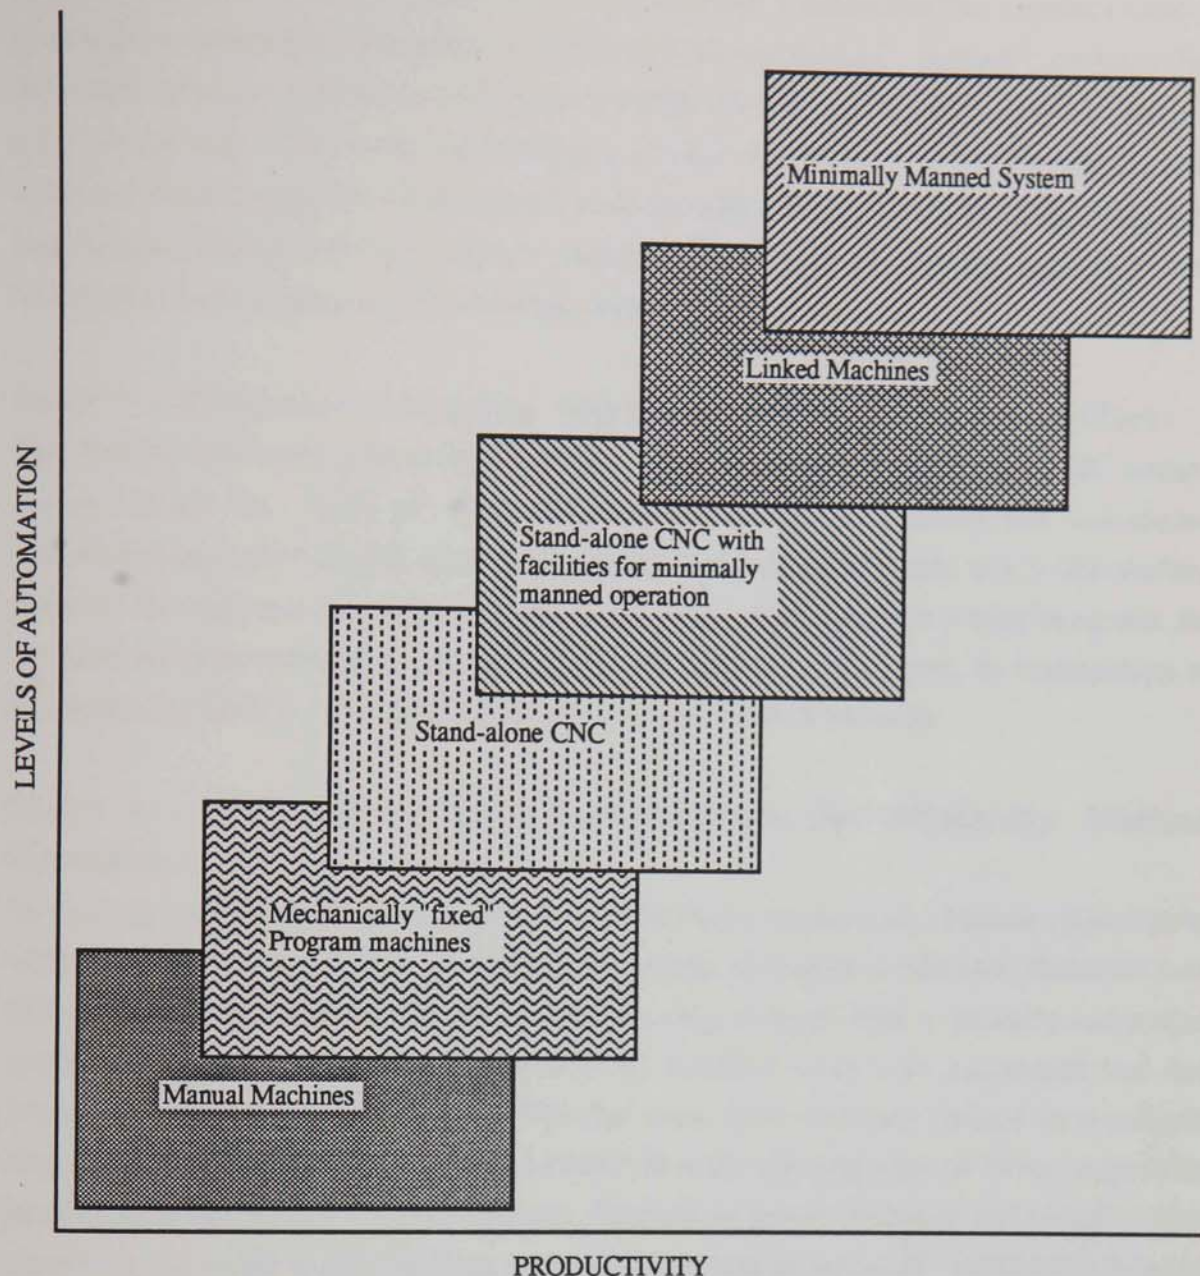 Minimally Manned System
Linked Machines
Stand-alone CNC with
facilities for minimally
manned operation
Stand-alone CNC
Mechanically "fixed"
Program machines
Manual Machines
LEVELS OF AUTOMATION
PRODUCTIVITY